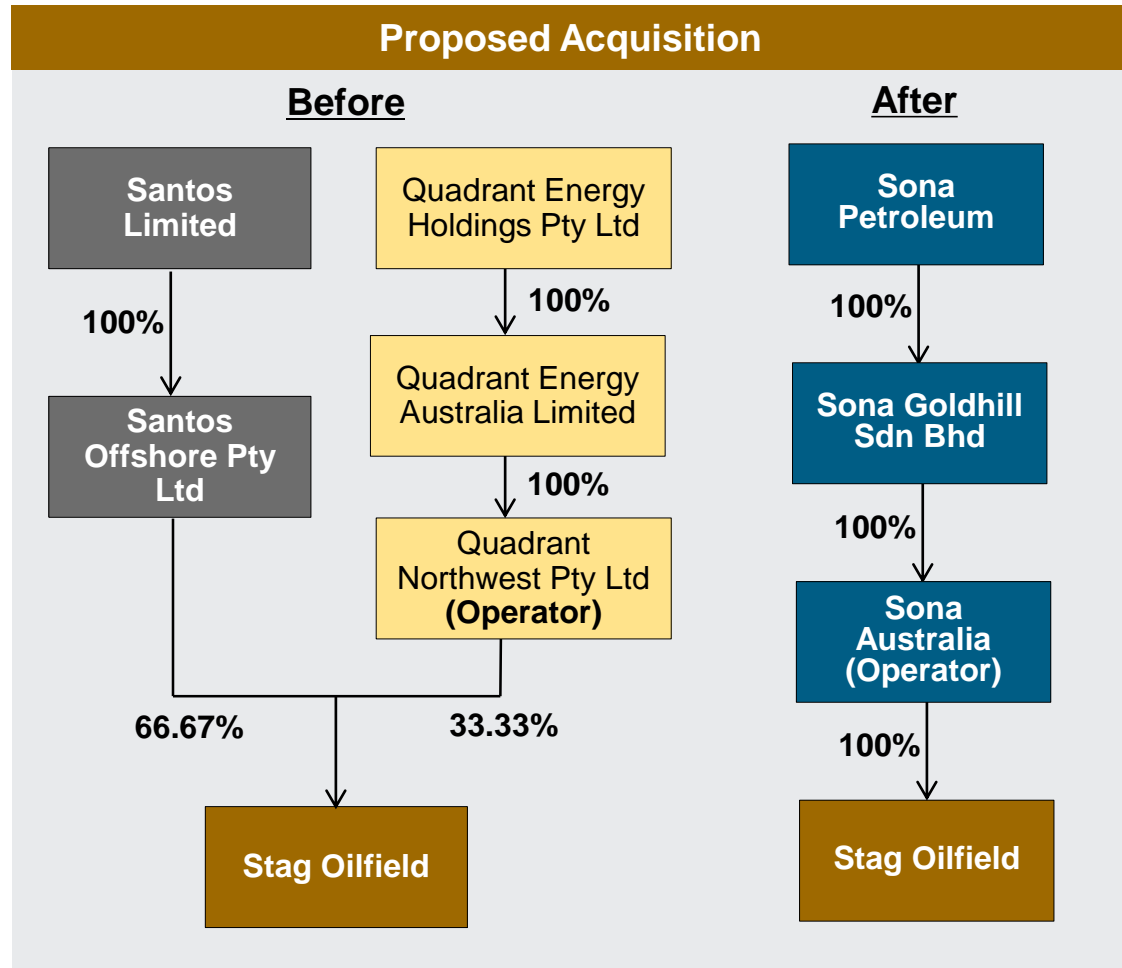 Proposed Acquisition
Before
Santos
Limited
100%
Santos
Offshore Pty
Ltd
66.67%
Quadrant Energy
Holdings Pty Ltd
100%
Quadrant Energy
Australia Limited
100%
Quadrant
Northwest Pty Ltd
(Operator)
33.33%
Stag Oilfield
After
Sona
Petroleum
100%
Sona Goldhill
Sdn Bhd
100%
Sona
Australia
(Operator)
100%
Stag Oilfield